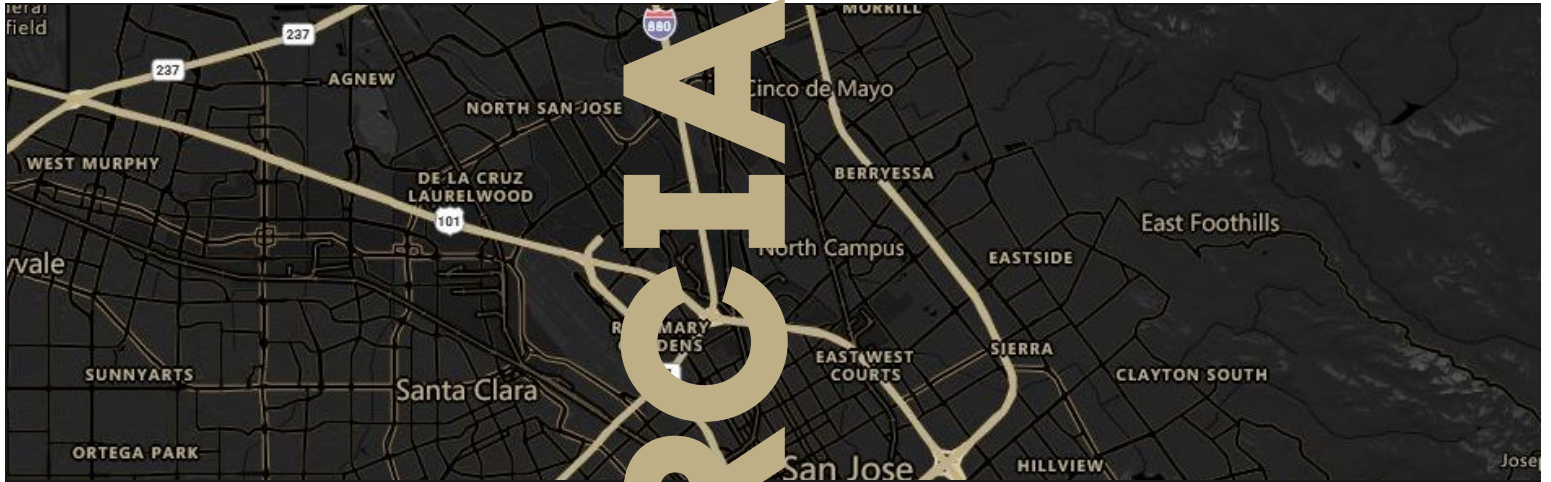 field
237
237
880
MORRILL
AGNEW
Cinco de Mayo
NORTH SAN JOSE
WEST MURPHY
DE LA CRUZ
LAURELWOOD
BERRYESSA
101
East Foothills
North Campus
EASTSIDE
SIERRA
EAST WEST
COURTS
SUNNYARTS
Santa Clara
CLAYTON SOUTH
ORTEGA PARK
San Jose
HILLVIEW
RCIA